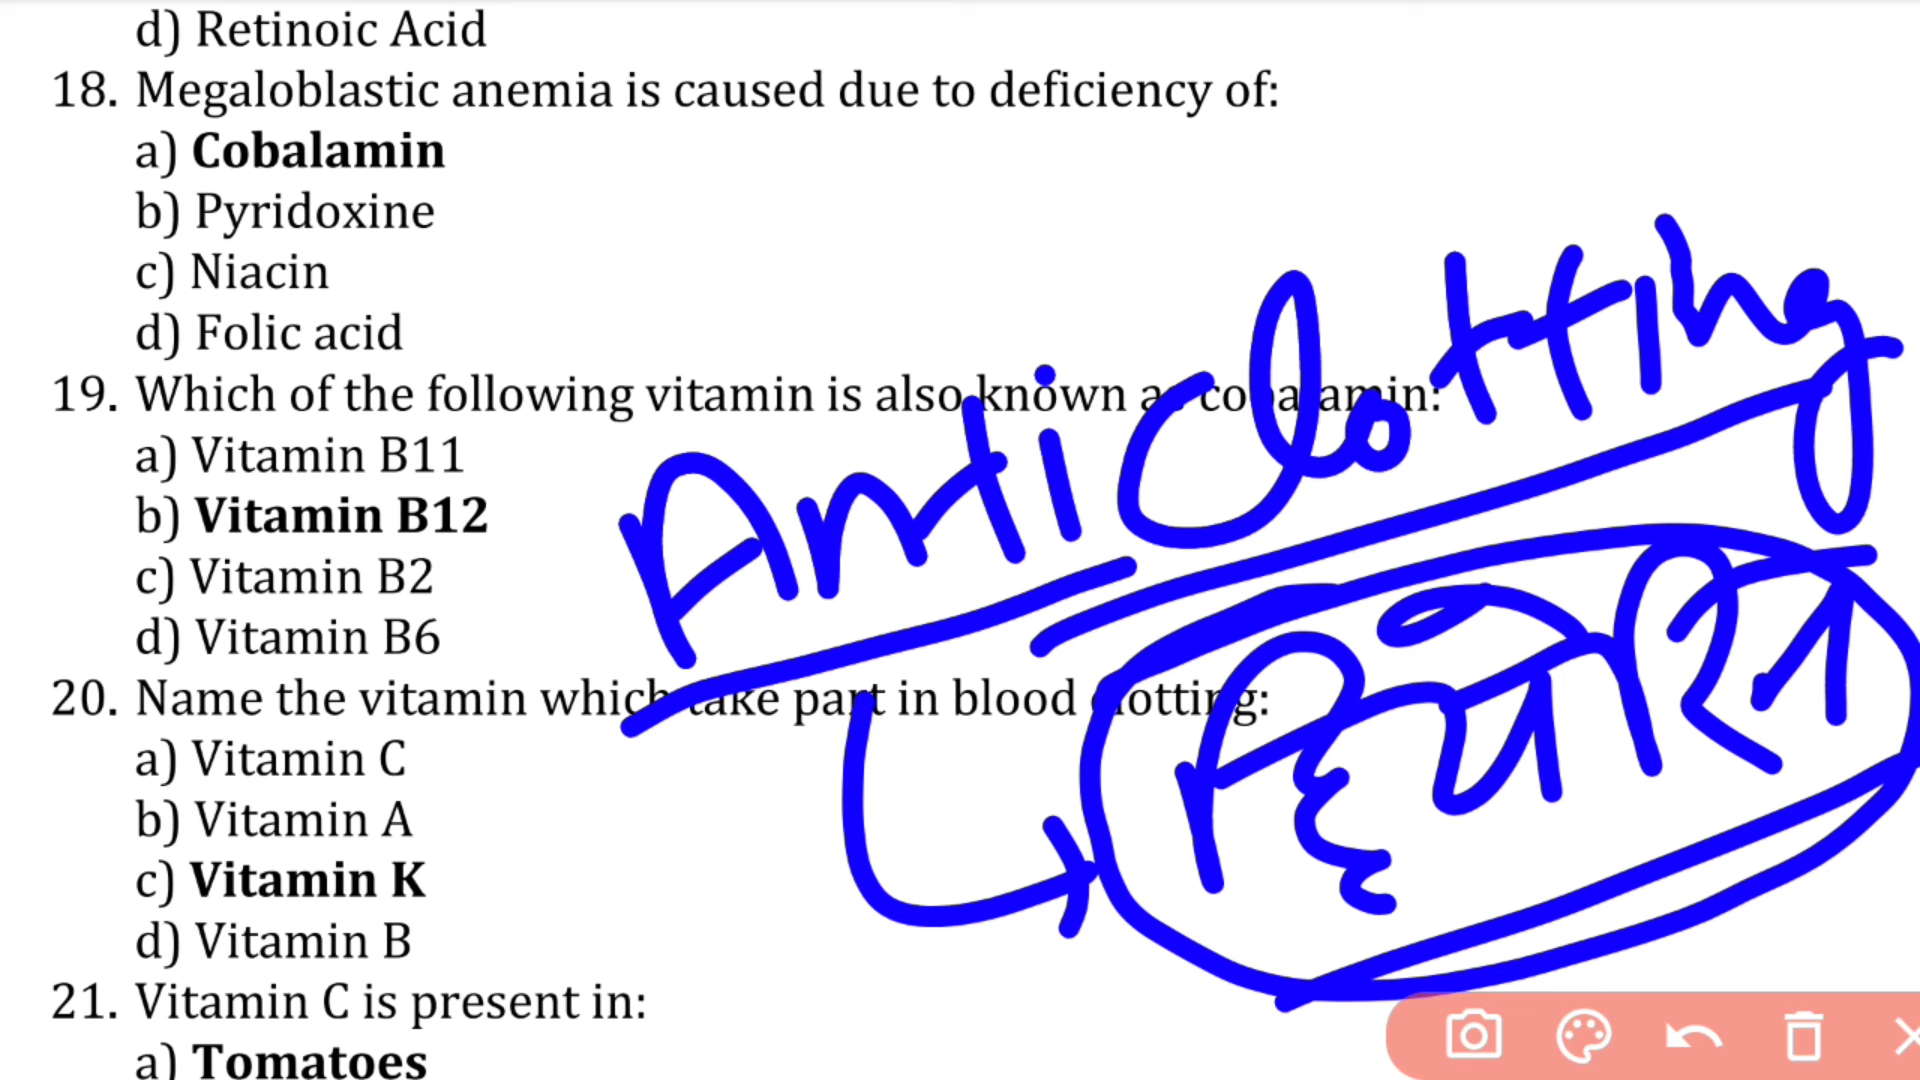 d) Retinoic Acid
18. Megaloblastic anemia is caused due to deficiency of:
a) Cobalamin
b) Pyridoxine
c) Niacin
d) Folic acid
19. Which of the following vitamin is also known as cobalamin:
a) Vitamin B11
b) Vitamin B12
c) Vitamin B2
d) Vitamin B6
Anticlotting
20. Name the vitamin which take part in blood clotting:
a) Vitamin C
b) Vitamin A
c) Vitamin K
d) Vitamin B
21. Vitamin C is present in:
a) Tomatoes